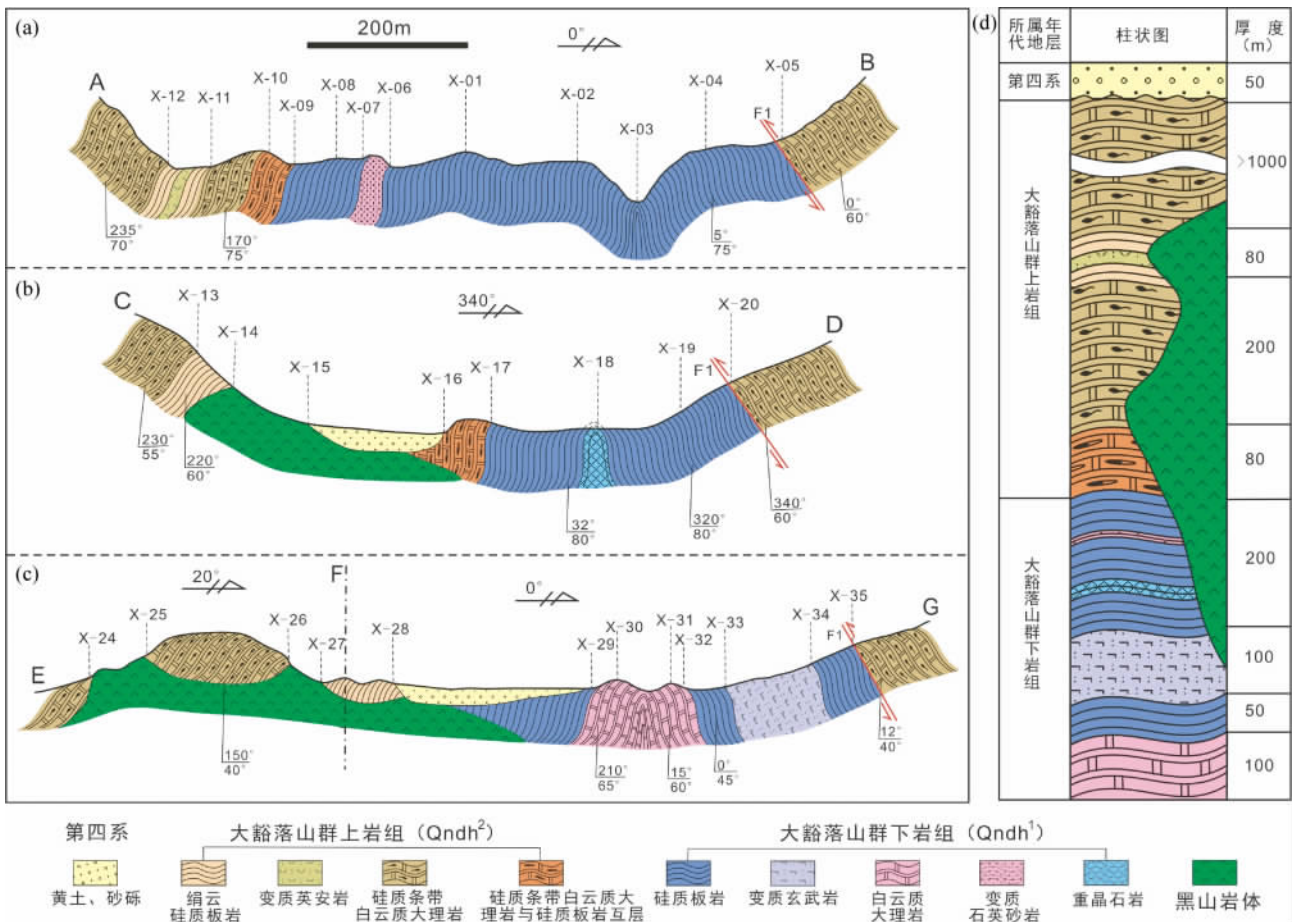 (a)
200m
0°
A
B
X-12
X-11
X-10
X-09
X-08
X-07
X-06
X-01
X-02
X-03
X-04
X-05
F1
235°
70°
170°
75°
5°
75°
0°
60°
(b)
340°
C
D
X-13
X-14
X-15
X-16
X-17
X-18
X-19
X-20
F1
230°
55°
220°
60°
32°
80°
320°
80°
340°
60°
(c)
20°
F
0°
E
G
X-24
X-25
X-26
X-27
X-28
X-29
X-30
X-31
X-32
X-33
X-34
X-35
F1
150°
40°
210°
65°
15°
60°
0°
45°
12°
40°
(d)
所属年
代地层
柱状图
厚 度
(m)
第四系
50
大豁落山群上岩组
>1000
80
200
80
大豁落山群下岩组
200
100
50
100
第四系
大豁落山群上岩组（Qndh²）
大豁落山群下岩组（Qndh¹）
黄土、砂砾
绢云
硅质板岩
变质英安岩
硅质条带
白云质大理岩
硅质条带白云质大
理岩与硅质板岩互层
硅质板岩
变质玄武岩
白云质
大理岩
变质
石英砂岩
重晶石岩
黑山岩体